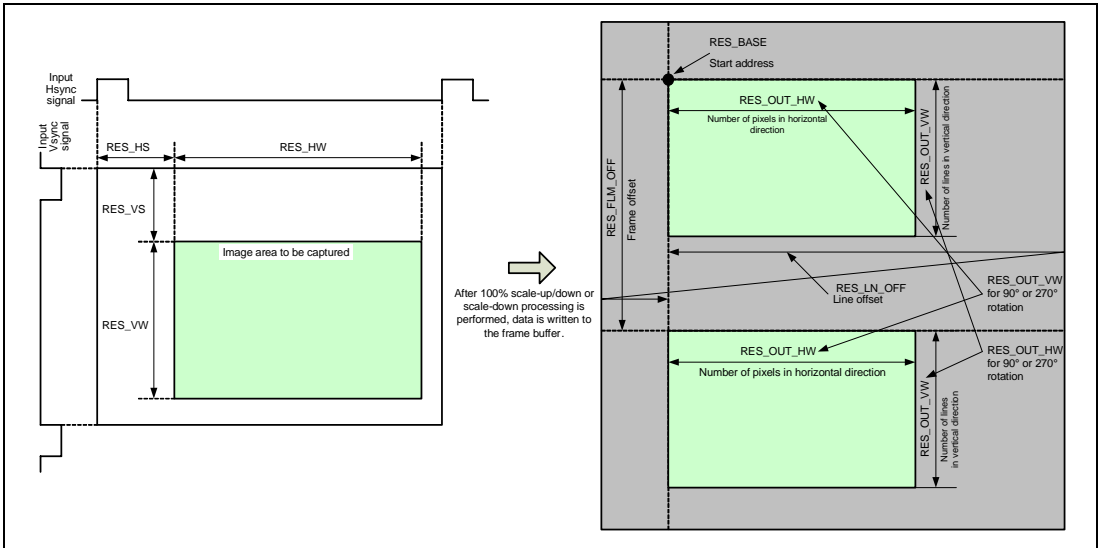 Input
Hsync
signal
Input
Vsync
signal
RES_HS
RES_HW
RES_VS
Image area to be captured
RES_VW
After 100% scale-up/down or
scale-down processing is
performed, data is written to
the frame buffer.
RES_BASE
Start address
RES_OUT_HW
Number of pixels in horizontal
direction
RES_OUT_VW
Number of lines in vertical direction
RES_FLM_OFF
Frame offset
RES_LN_OFF
Line offset
RES_OUT_VW
for 90° or 270°
rotation
RES_OUT_HW
Number of pixels in horizontal direction
RES_OUT_VW
Number of lines
in vertical direction
RES_OUT_HW
for 90° or 270°
rotation